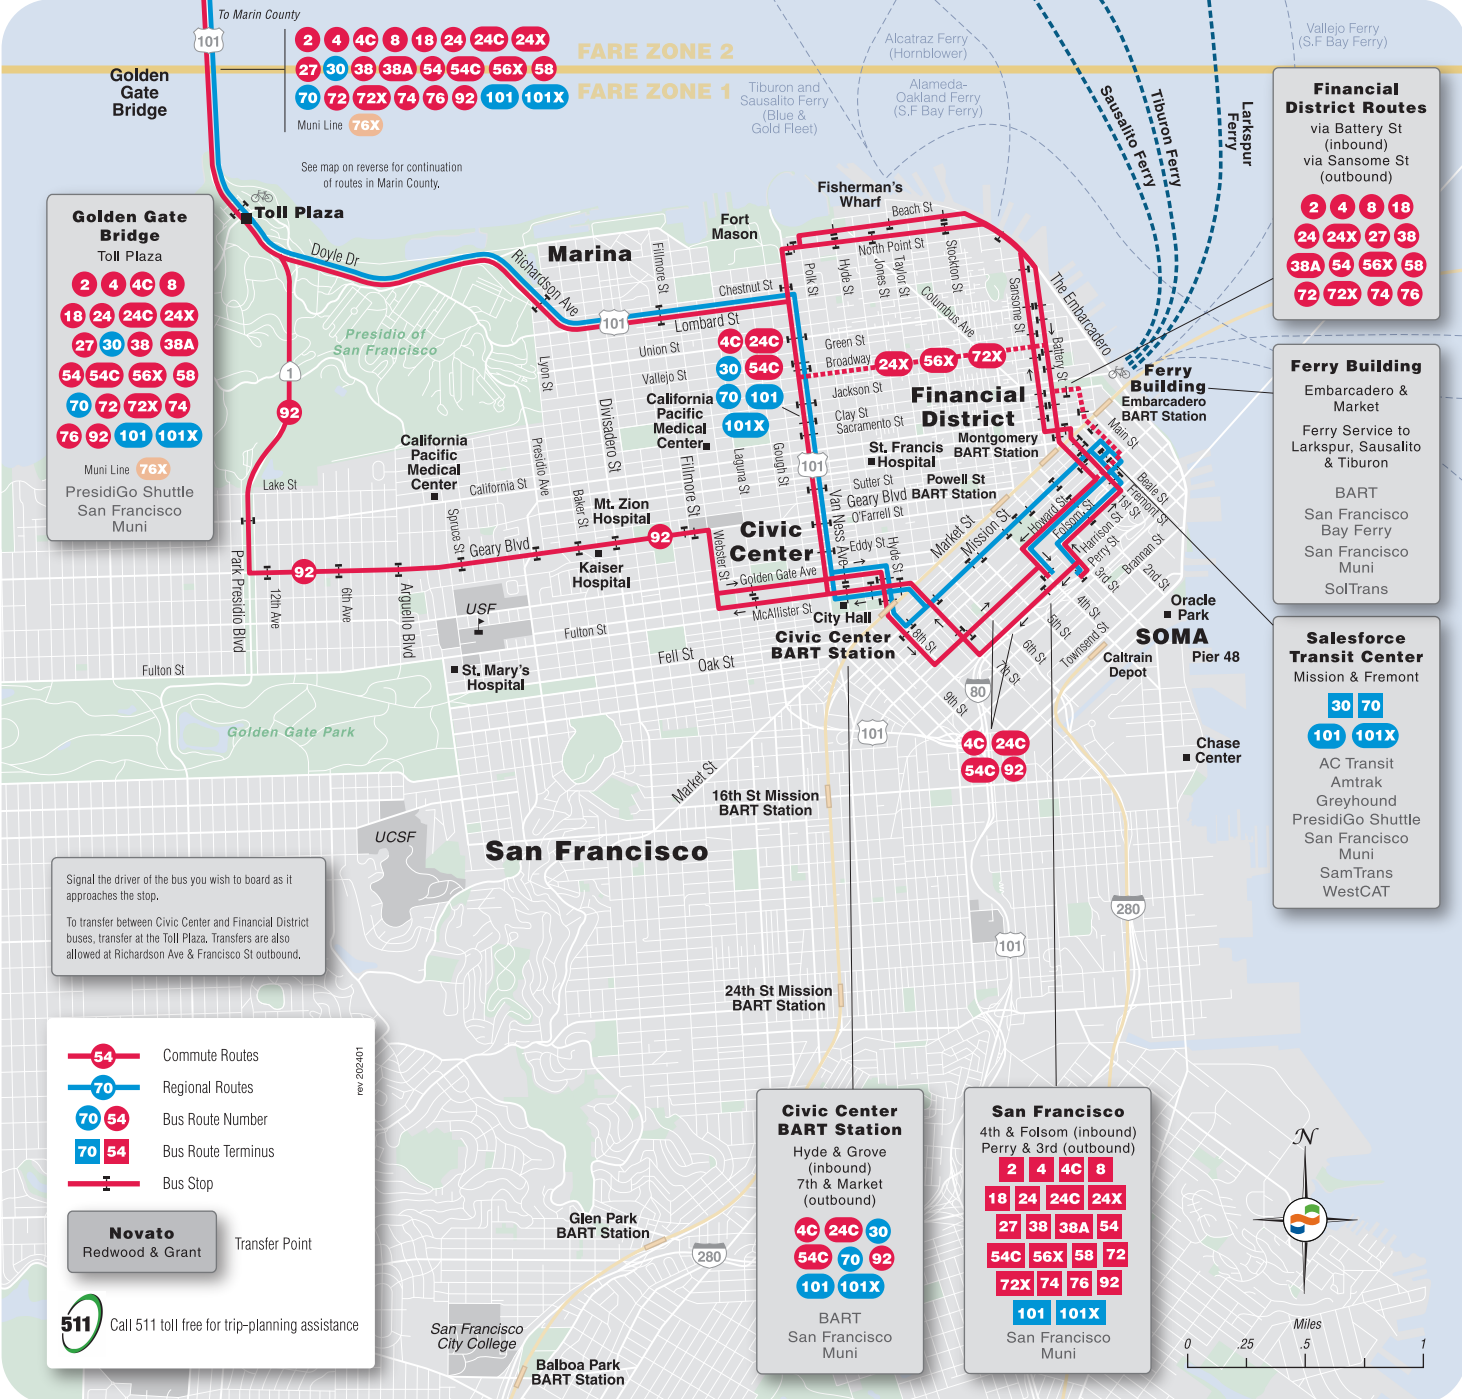 To Marin County
101
Golden
Gate
Bridge
2 4 4C 8 18 24 24C 24X
27 30 38 38A 54 54C 56X 58
70 72 72X 74 76 92 101 101X
Muni Line 76X
FARE ZONE 2
FARE ZONE 1
See map on reverse for continuation
of routes in Marin County.
Tiburon and
Sausalito Ferry
(Blue &
Gold Fleet)
Alcatraz Ferry
(Hornblower)
Alameda-
Oakland Ferry
(S.F Bay Ferry)
Vallejo Ferry
(S.F Bay Ferry)
Sausalito Ferry
Tiburon Ferry
Larkspur
Ferry
Financial
District Routes
via Battery St
(inbound)
via Sansome St
(outbound)
2 4 8 18
24 24X 27 38
38A 54 56X 58
72 72X 74 76
Golden Gate
Bridge
Toll Plaza
2 4 4C 8
18 24 24C 24X
27 30 38 38A
54 54C 56X 58
70 72 72X 74
76 92 101 101X
Muni Line 76X
PresidiGo Shuttle
San Francisco
Muni
Toll Plaza
Doyle Dr
Richardson Ave
Marina
Fillmore St
Fort
Mason
Fisherman's
Wharf
Beach St
North Point St
Polk St
Hyde St
Jones St
Taylor St
Stockton St
Columbus Ave
Sansome St
Battery St
The Embarcadero
Chestnut St
Lombard St
101
Presidio of
San Francisco
1
92
Union St
Vallejo St
4C 24C
30 54C
70 101
101X
Green St
Broadway
24X 56X 72X
Jackson St
Clay St
Sacramento St
Financial
District
California
Pacific
Medical
Center
Ferry
Building
Embarcadero
BART Station
Montgomery
BART Station
St. Francis
Hospital
Powell St
BART Station
Ferry Building
Embarcadero &
Market
Ferry Service to
Larkspur, Sausalito
& Tiburon
BART
San Francisco
Bay Ferry
San Francisco
Muni
SolTrans
Lyon St
Divisadero St
Presidio Ave
Baker St
Fillmore St
Laguna St
Gough St
101
Van Ness Ave
Sutter St
Geary Blvd
O'Farrell St
Eddy St
Hyde St
California
Pacific
Medical
Center
California St
Lake St
Spruce St
Geary Blvd
Mt. Zion
Hospital
92
Kaiser
Hospital
Civic
Center
Webster St
Golden Gate Ave
McAllister St
Market St
Mission St
Howard St
Folsom St
Harrison St
Perry St
Main St
Beale St
Fremont St
1st St
Brannan St
2nd St
3rd St
4th St
5th St
6th St
7th St
8th St
9th St
Townsend St
Park Presidio Blvd
92
12th Ave
6th Ave
Arguello Blvd
USF
Fulton St
Fulton St
Fell St
Oak St
St. Mary's
Hospital
City Hall
Civic Center
BART Station
Oracle
Park
SOMA
Caltrain
Depot
Pier 48
Salesforce
Transit Center
Mission & Fremont
30 70
101 101X
AC Transit
Amtrak
Greyhound
PresidiGo Shuttle
San Francisco
Muni
SamTrans
WestCAT
80
101
4C 24C
54C 92
Chase
Center
Golden Gate Park
Market St
16th St Mission
BART Station
UCSF
San Francisco
280
101
24th St Mission
BART Station
Signal the driver of the bus you wish to board as it
approaches the stop.
To transfer between Civic Center and Financial District
buses, transfer at the Toll Plaza. Transfers are also
allowed at Richardson Ave & Francisco St outbound.
54 Commute Routes
70 Regional Routes
70 54 Bus Route Number
70 54 Bus Route Terminus
Bus Stop
Novato
Redwood & Grant
Transfer Point
rev 202401
511 Call 511 toll free for trip-planning assistance
Glen Park
BART Station
280
San Francisco
City College
Balboa Park
BART Station
Civic Center
BART Station
Hyde & Grove
(inbound)
7th & Market
(outbound)
4C 24C 30
54C 70 92
101 101X
BART
San Francisco
Muni
San Francisco
4th & Folsom (inbound)
Perry & 3rd (outbound)
2 4 4C 8
18 24 24C 24X
27 38 38A 54
54C 56X 58 72
72X 74 76 92
101 101X
San Francisco
Muni
N
Miles
0 .25 .5 1